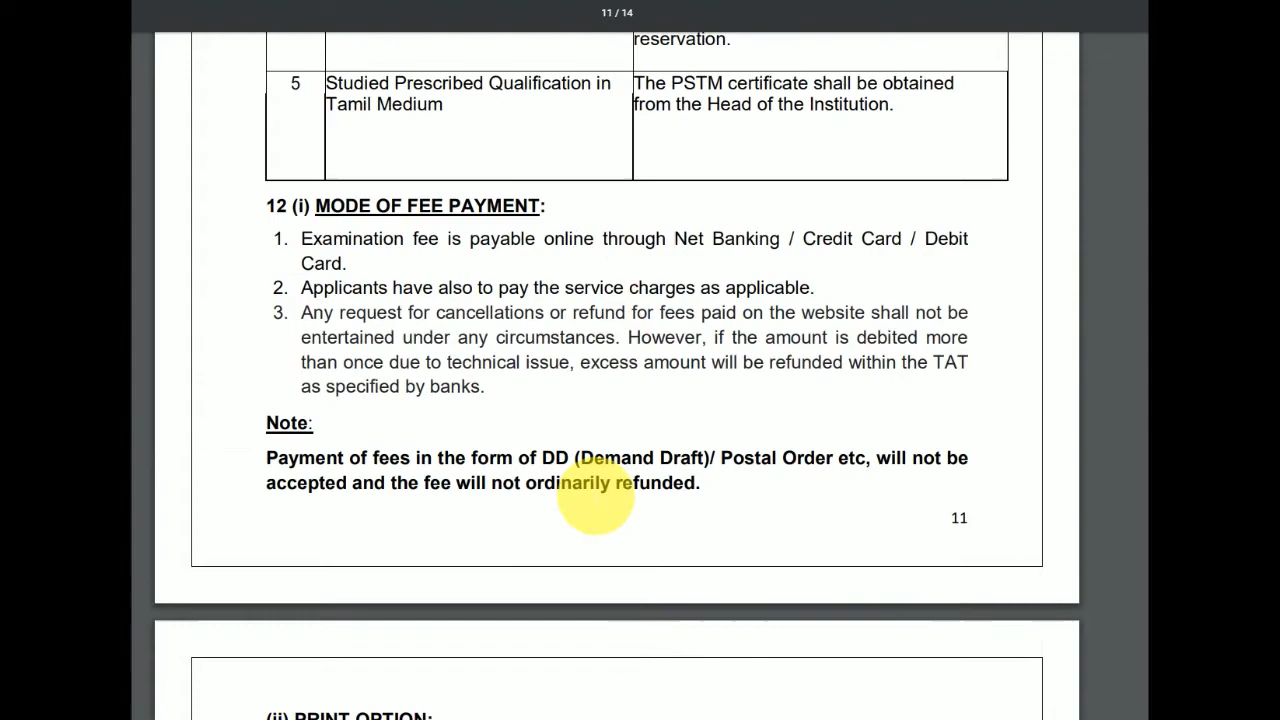 11 / 14
reservation.
5 Studied Prescribed Qualification in The PSTM certificate shall be obtained
Tamil Medium from the Head of the Institution.
12 (i) MODE OF FEE PAYMENT:
1. Examination fee is payable online through Net Banking / Credit Card / Debit
Card.
2. Applicants have also to pay the service charges as applicable.
3. Any request for cancellations or refund for fees paid on the website shall not be
entertained under any circumstances. However, if the amount is debited more
than once due to technical issue, excess amount will be refunded within the TAT
as specified by banks.
Note:
Payment of fees in the form of DD (Demand Draft)/ Postal Order etc, will not be
accepted and the fee will not ordinarily refunded.
11
(ii) PRINT OPTION: